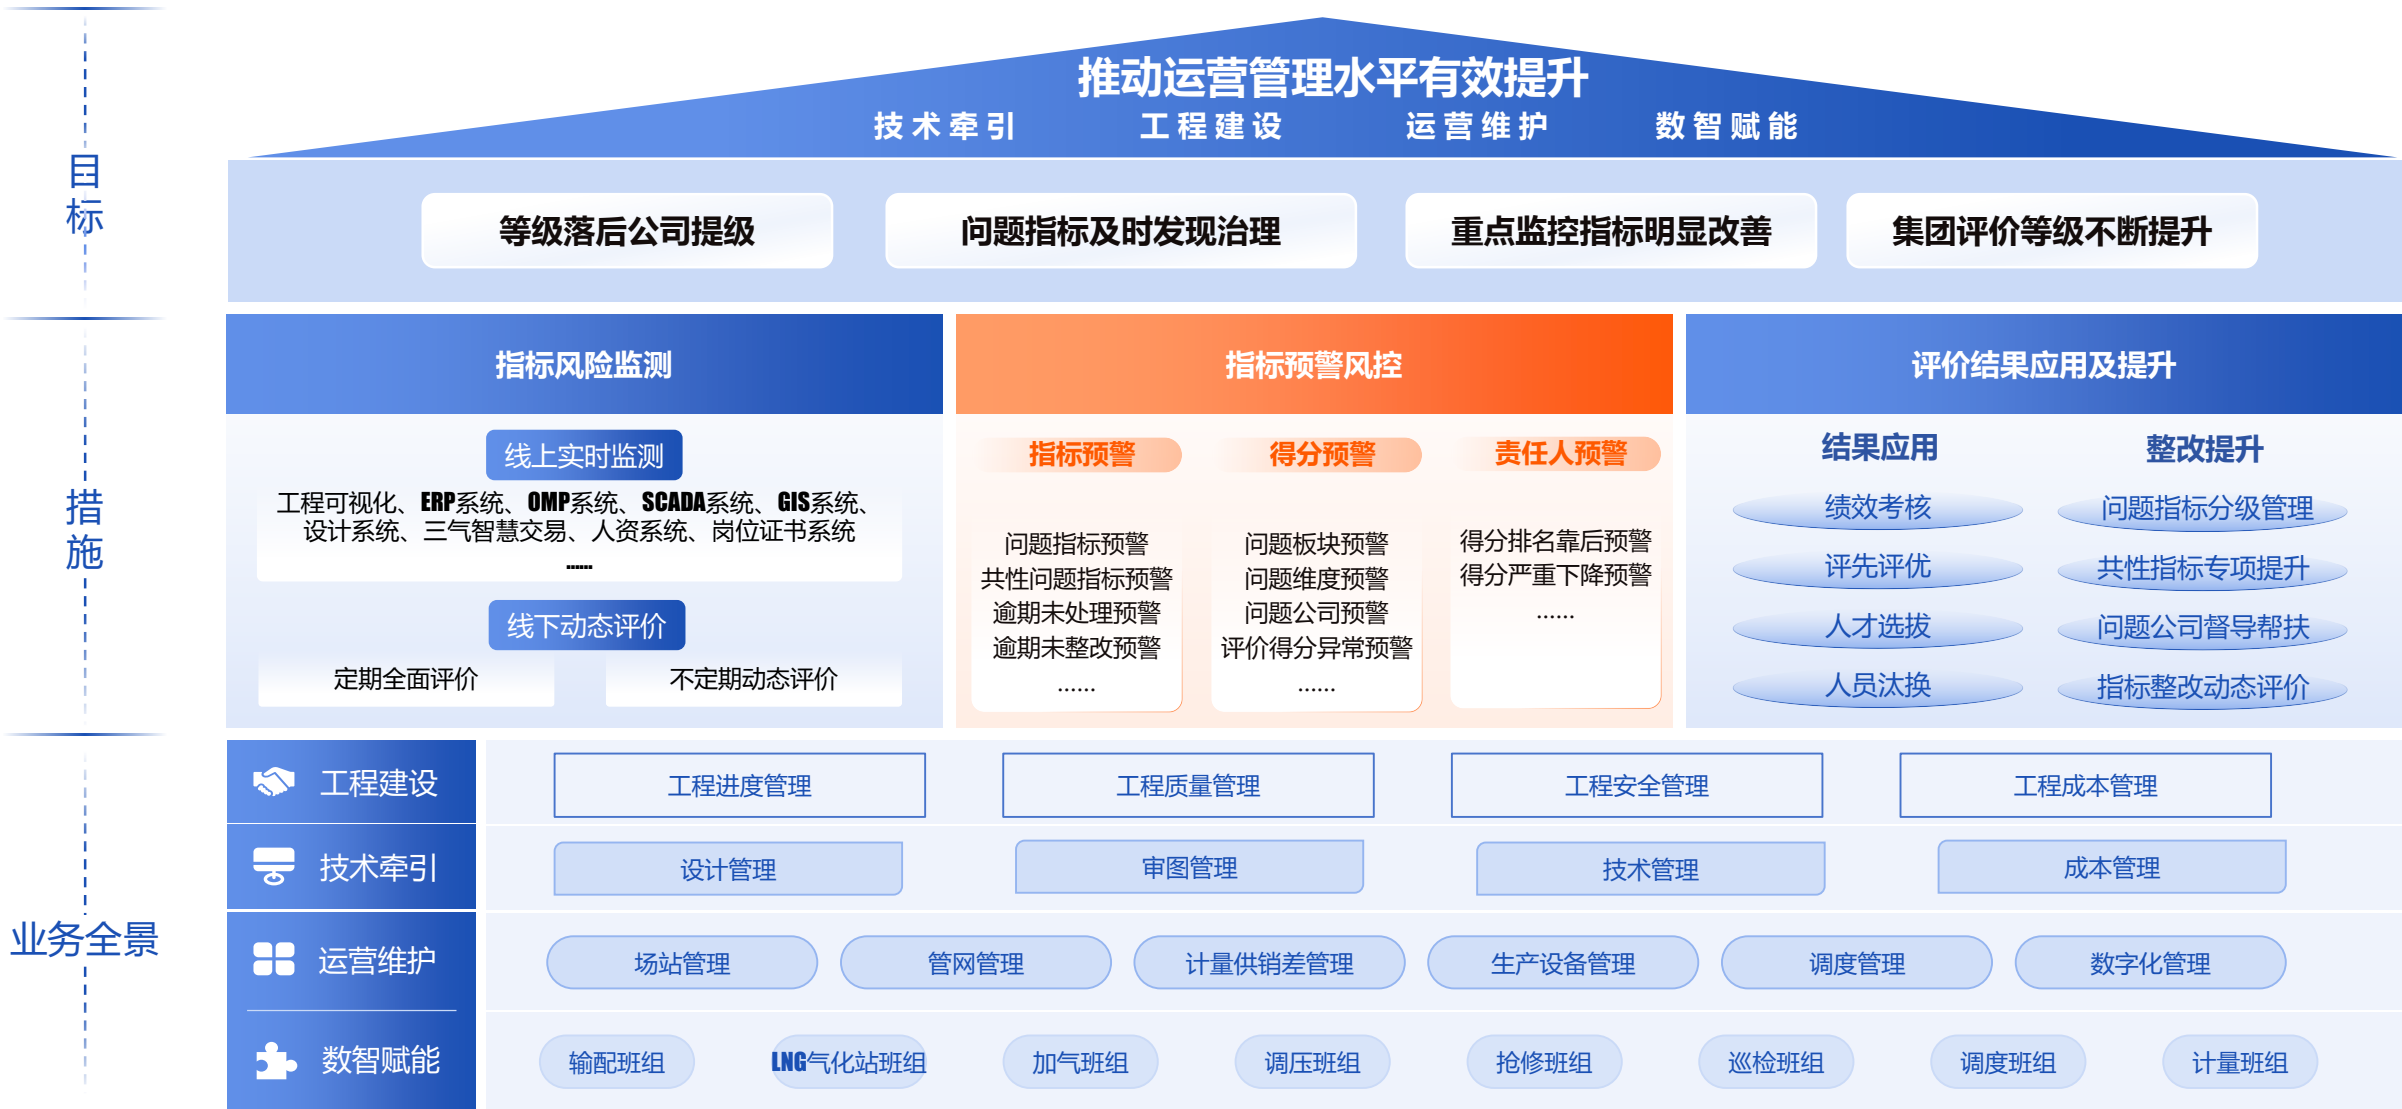 推动运营管理水平有效提升
技术牵引 工程建设 运营维护 数智赋能
目标
等级落后公司提级 问题指标及时发现治理 重点监控指标明显改善 集团评价等级不断提升
措施
指标风险监测
线上实时监测
工程可视化、ERP系统、OMP系统、SCADA系统、GIS系统、
设计系统、三气智慧交易、人资系统、岗位证书系统
……
线下动态评价
定期全面评价 不定期动态评价
指标预警风控
指标预警
问题指标预警
共性问题指标预警
逾期未处理预警
逾期未整改预警
……
得分预警
问题板块预警
问题维度预警
问题公司预警
评价得分异常预警
……
责任人预警
得分排名靠后预警
得分严重下降预警
……
评价结果应用及提升
结果应用
绩效考核
评先评优
人才选拔
人员汰换
整改提升
问题指标分级管理
共性指标专项提升
问题公司督导帮扶
指标整改动态评价
业务全景
工程建设
工程进度管理 工程质量管理 工程安全管理 工程成本管理
技术牵引
设计管理 审图管理 技术管理 成本管理
运营维护
场站管理 管网管理 计量供销差管理 生产设备管理 调度管理 数字化管理
数智赋能
输配班组 LNG气化站班组 加气班组 调压班组 抢修班组 巡检班组 调度班组 计量班组